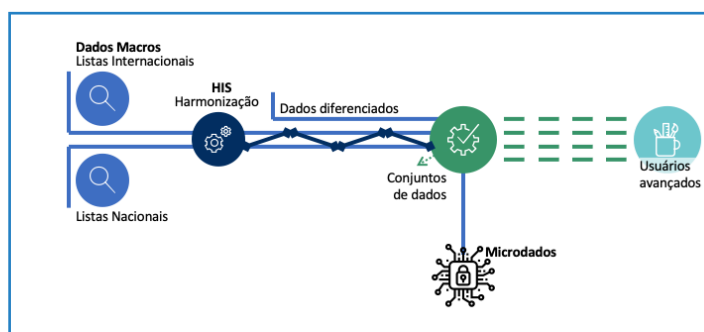 Dados Macros
Listas Internacionais
HIS
Harmonização
Dados diferenciados
Conjuntos
de dados
Usuários
avançados
Listas Nacionais
Microdados